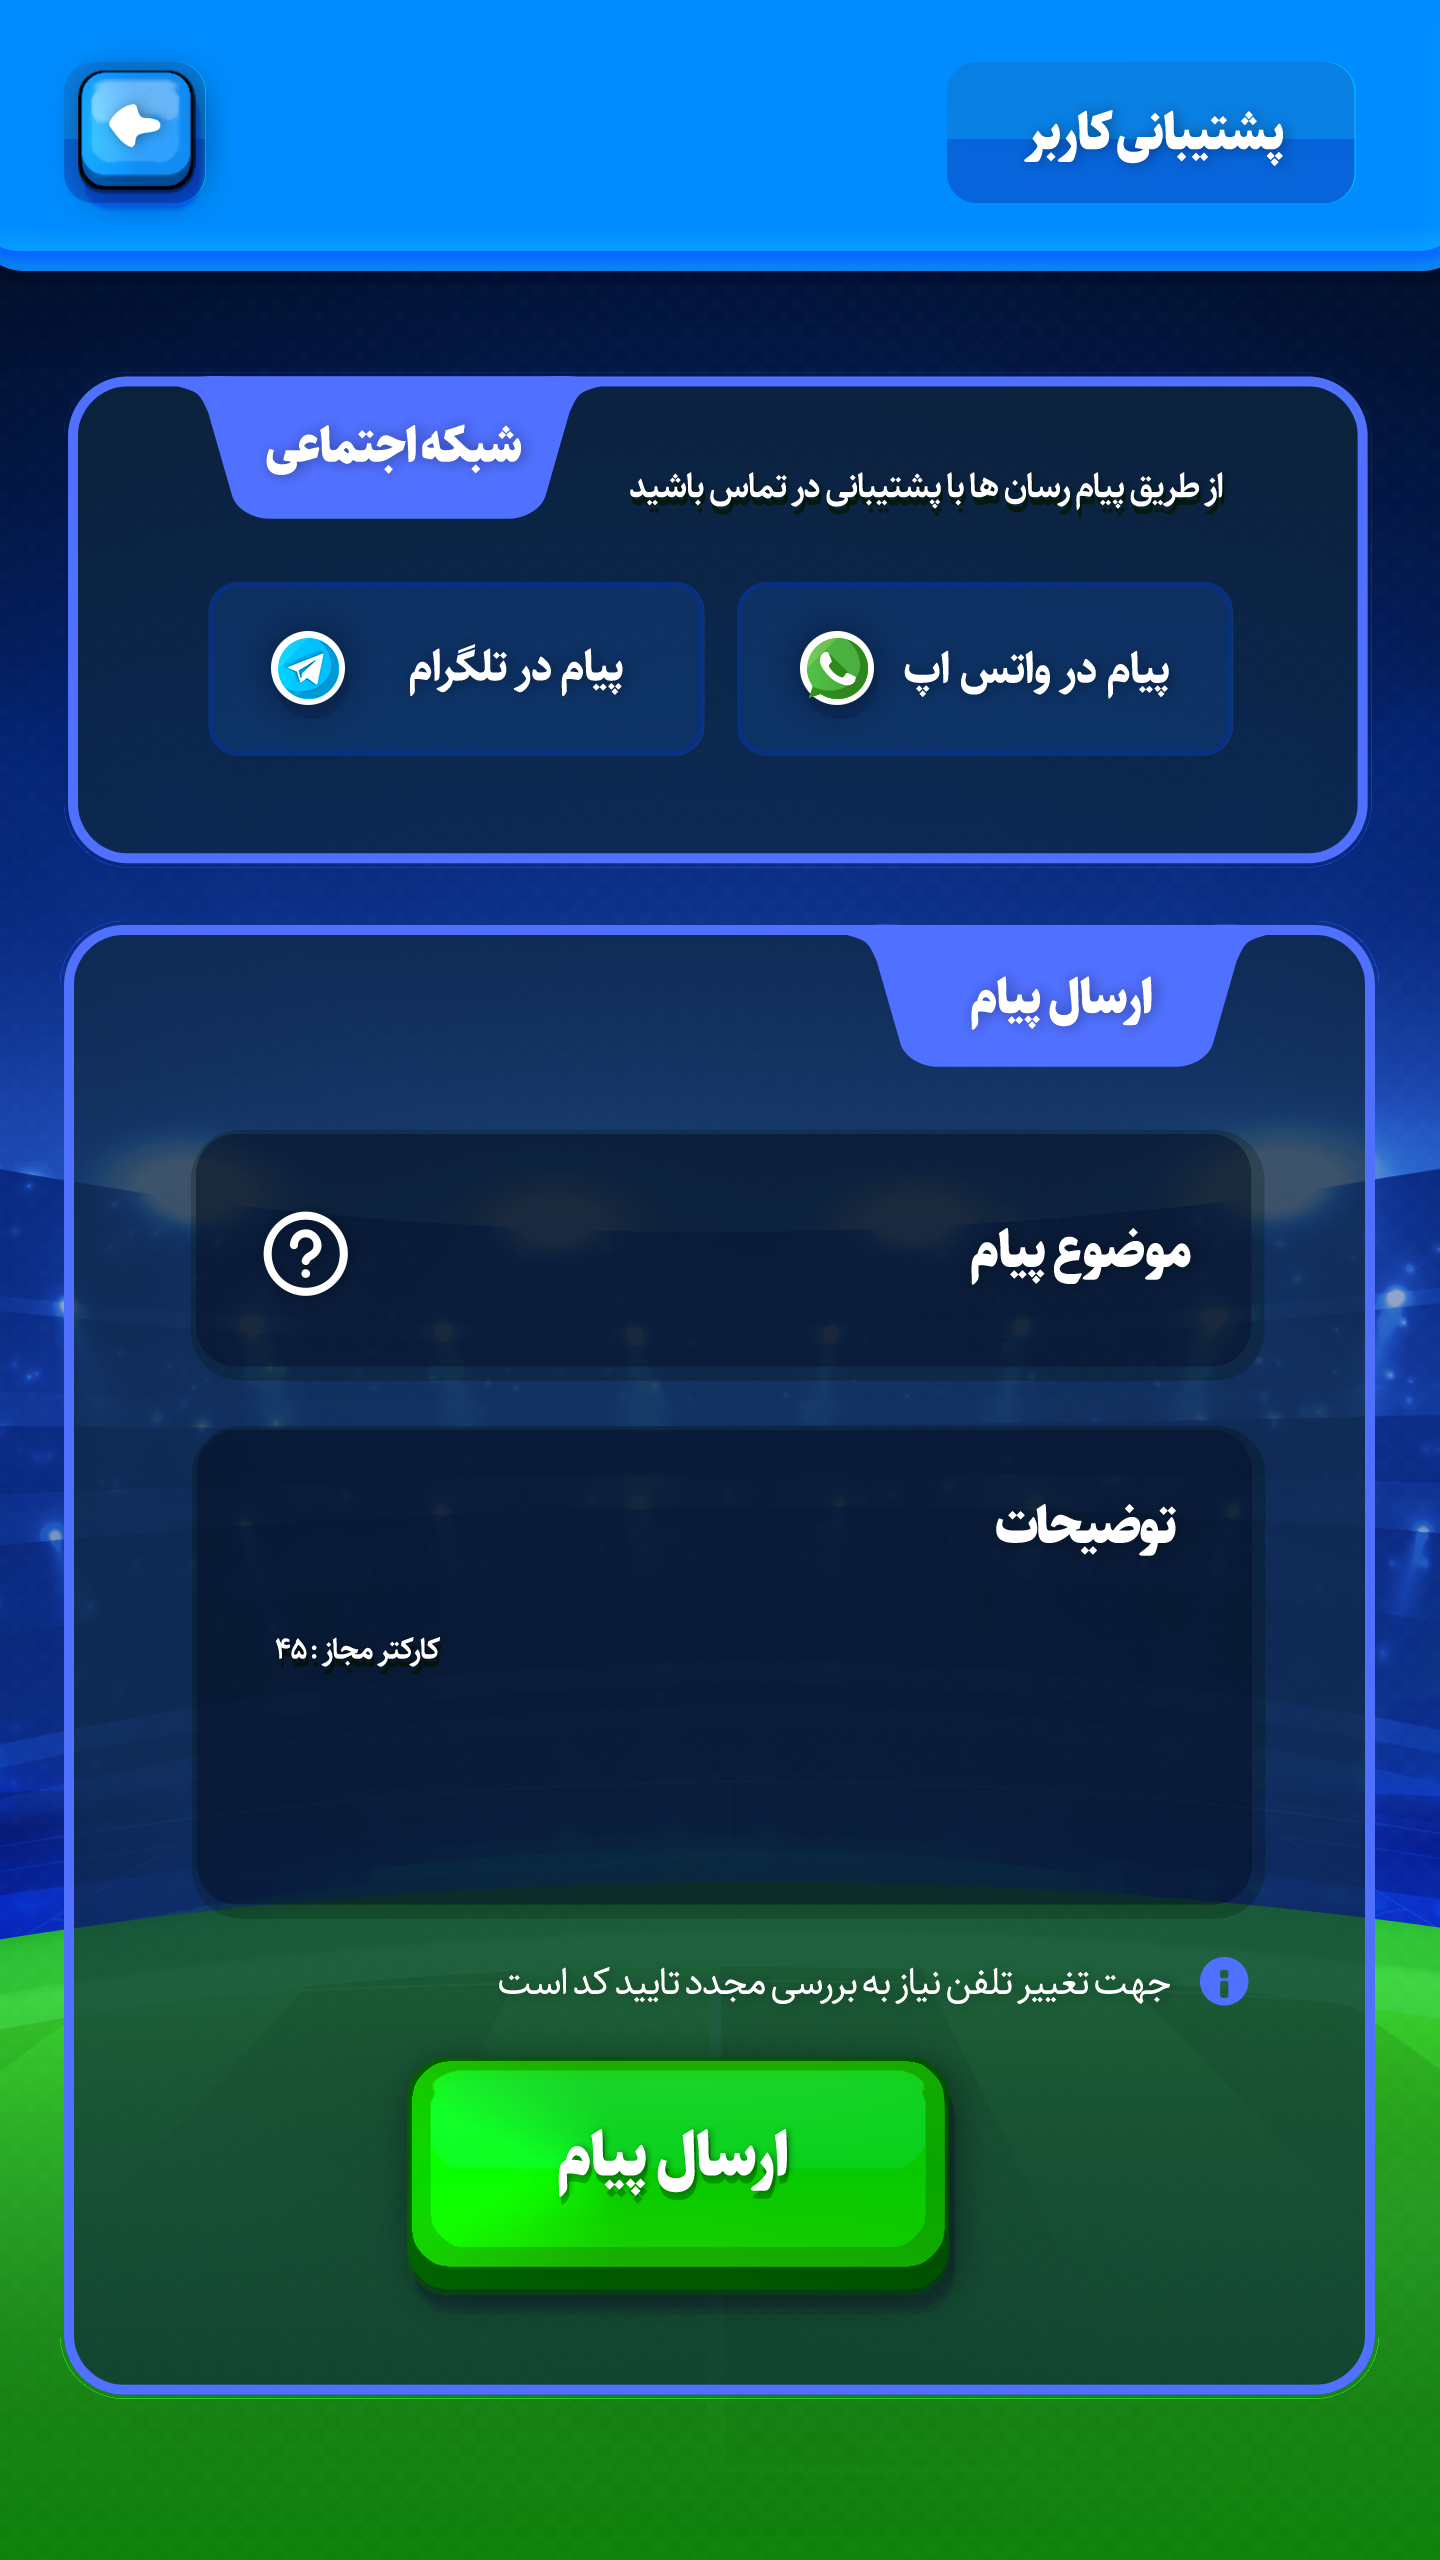 پشتیبانی کاربر
شبکه اجتماعی
از طریق پیام رسان ها با پشتیبانی در تماس باشید
پیام در واتس اپ
پیام در تلگرام
ارسال پیام
موضوع پیام
توضیحات
کارکتر مجاز : ۴۵
جهت تغییر تلفن نیاز به بررسی مجدد تایید کد است
ارسال پیام